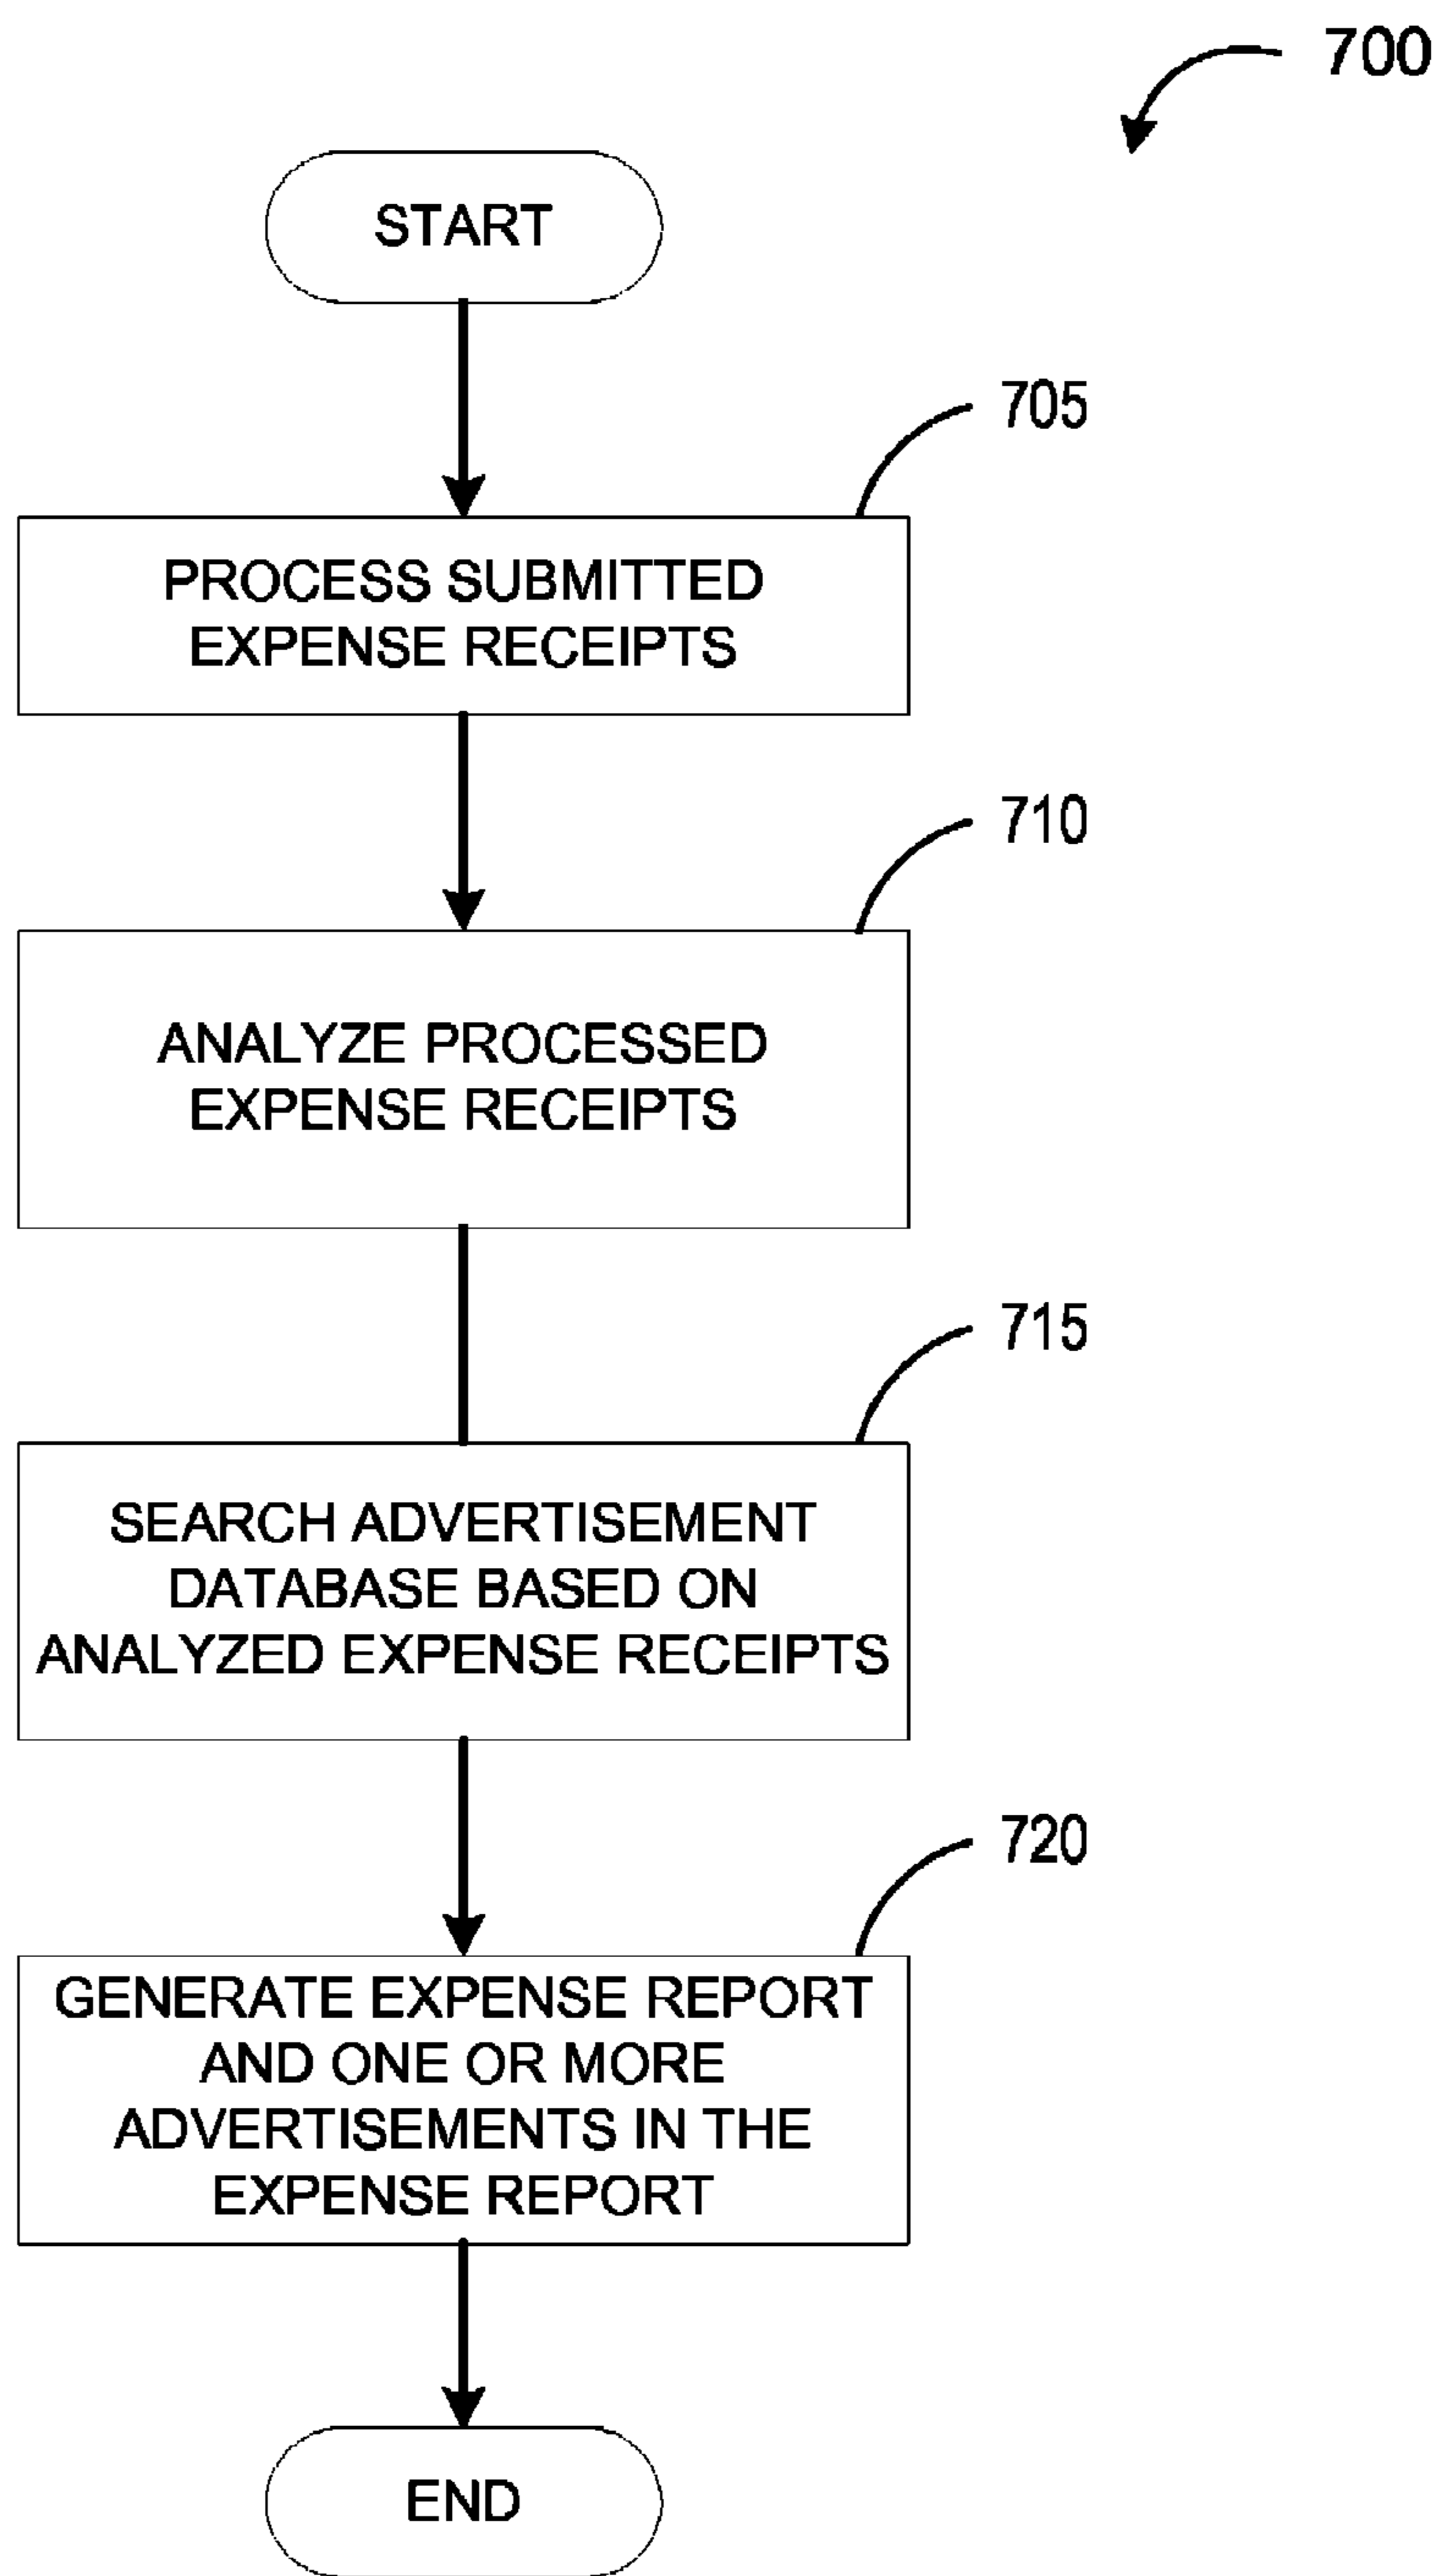 700
START
705
PROCESS SUBMITTED
EXPENSE RECEIPTS
710
ANALYZE PROCESSED
EXPENSE RECEIPTS
715
SEARCH ADVERTISEMENT
DATABASE BASED ON
ANALYZED EXPENSE RECEIPTS
720
GENERATE EXPENSE REPORT
AND ONE OR MORE
ADVERTISEMENTS IN THE
EXPENSE REPORT
END